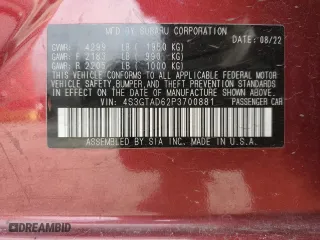 MFD BY SUBARU CORPORATION
DATE: 08/22
GVWR: 4299 LB ( 1950 KG)
GAWR: F 2183 LB ( 990 KG)
GAWR: R 2205 LB ( 1000 KG)
THIS VEHICLE CONFORMS TO ALL APPLICABLE FEDERAL MOTOR
VEHICLE SAFETY, BUMPER, AND THEFT PREVENTION STANDARDS
IN EFFECT ON THE DATE OF MANUFACTURE SHOWN ABOVE.
VIN: 4S3GTAD62P3700881 PASSENGER CAR
ASSEMBLED BY SIA INC. MADE IN U.S.A.
DREAMBID